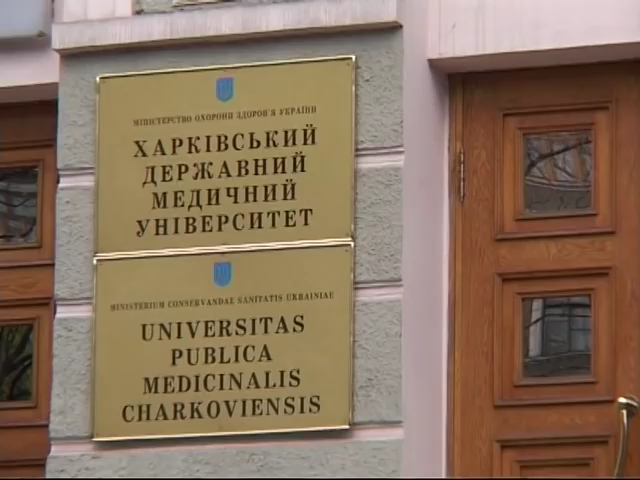 МІНІСТЕРСТВО ОХОРОНИ ЗДОРОВ'Я УКРАЇНИ
ХАРКІВСЬКИЙ
ДЕРЖАВНИЙ
МЕДИЧНИЙ
УНІВЕРСИТЕТ
MINISTERIUM CONSERVANDAE SANITATIS UKRAINIAE
UNIVERSITAS
PUBLICA
MEDICINALIS
CHARKOVIENSIS